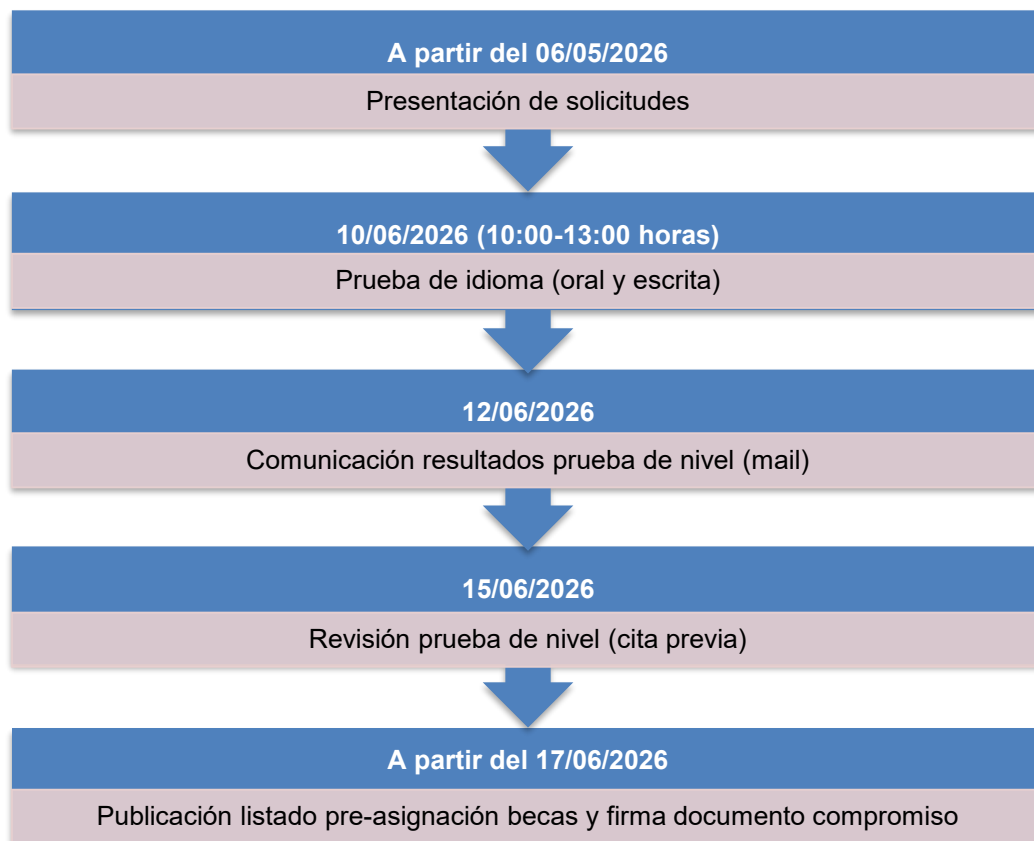 A partir del 06/05/2026
Presentación de solicitudes
10/06/2026 (10:00-13:00 horas)
Prueba de idioma (oral y escrita)
12/06/2026
Comunicación resultados prueba de nivel (mail)
15/06/2026
Revisión prueba de nivel (cita previa)
A partir del 17/06/2026
Publicación listado pre-asignación becas y firma documento compromiso